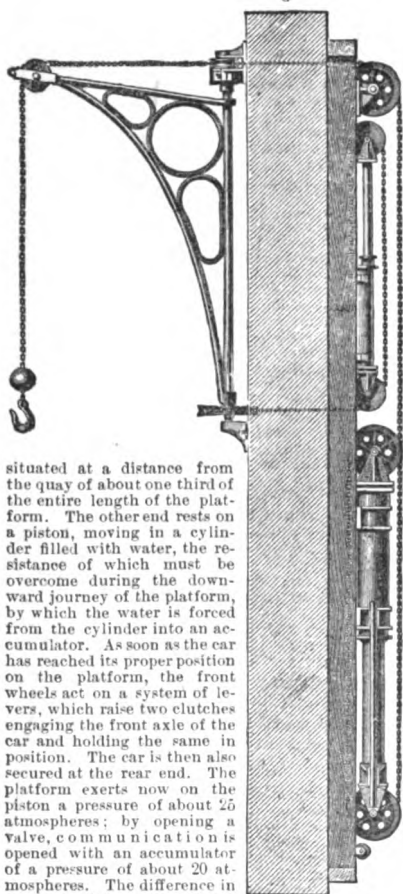 situated at a distance from
the quay of about one third of
the entire length of the plat-
form. The other end rests on
a piston, moving in a cylin-
der filled with water, the re-
sistance of which must be
overcome during the down-
ward journey of the platform,
by which the water is forced
from the cylinder into an ac-
cumulator. As soon as the car
has reached its proper position
on the platform, the front
wheels act on a system of le-
vers, which raise two clutches
engaging the front axle of the
car and holding the same in
position. The car is then also
secured at the rear end. The
platform exerts now on the
piston a pressure of about 25
atmospheres; by opening a
valve, communication is
opened with an accumulator
of a pressure of about 20 at-
mospheres. The difference in